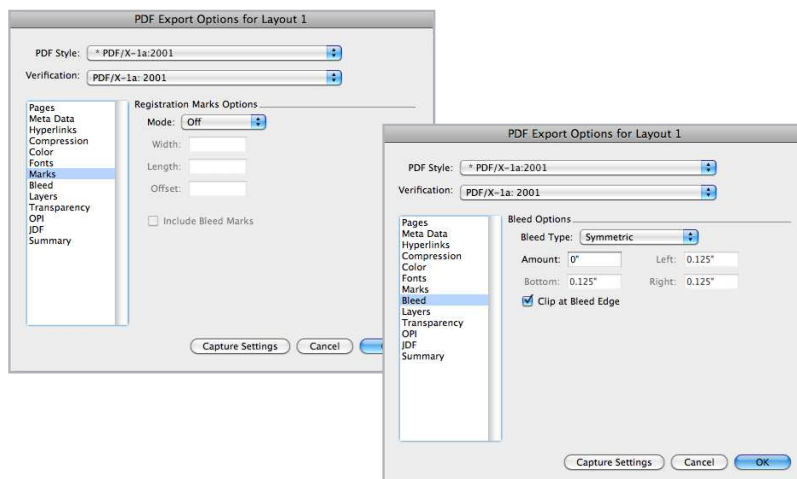 PDF Export Options for Layout 1
PDF Style: * PDF/X-1a:2001
Verification: PDF/X-1a: 2001
Pages
Meta Data
Hyperlinks
Compression
Color
Fonts
Marks
Bleed
Layers
Transparency
OPI
JDF
Summary
Registration Marks Options
Mode: Off
Width:
Length:
Offset:
Include Bleed Marks
Capture Settings Cancel
PDF Export Options for Layout 1
PDF Style: * PDF/X-1a:2001
Verification: PDF/X-1a: 2001
Pages
Meta Data
Hyperlinks
Compression
Color
Fonts
Marks
Bleed
Layers
Transparency
OPI
JDF
Summary
Bleed Options
Bleed Type: Symmetric
Amount: 0" Left: 0.125"
Bottom: 0.125" Right: 0.125"
Clip at Bleed Edge
Capture Settings Cancel OK